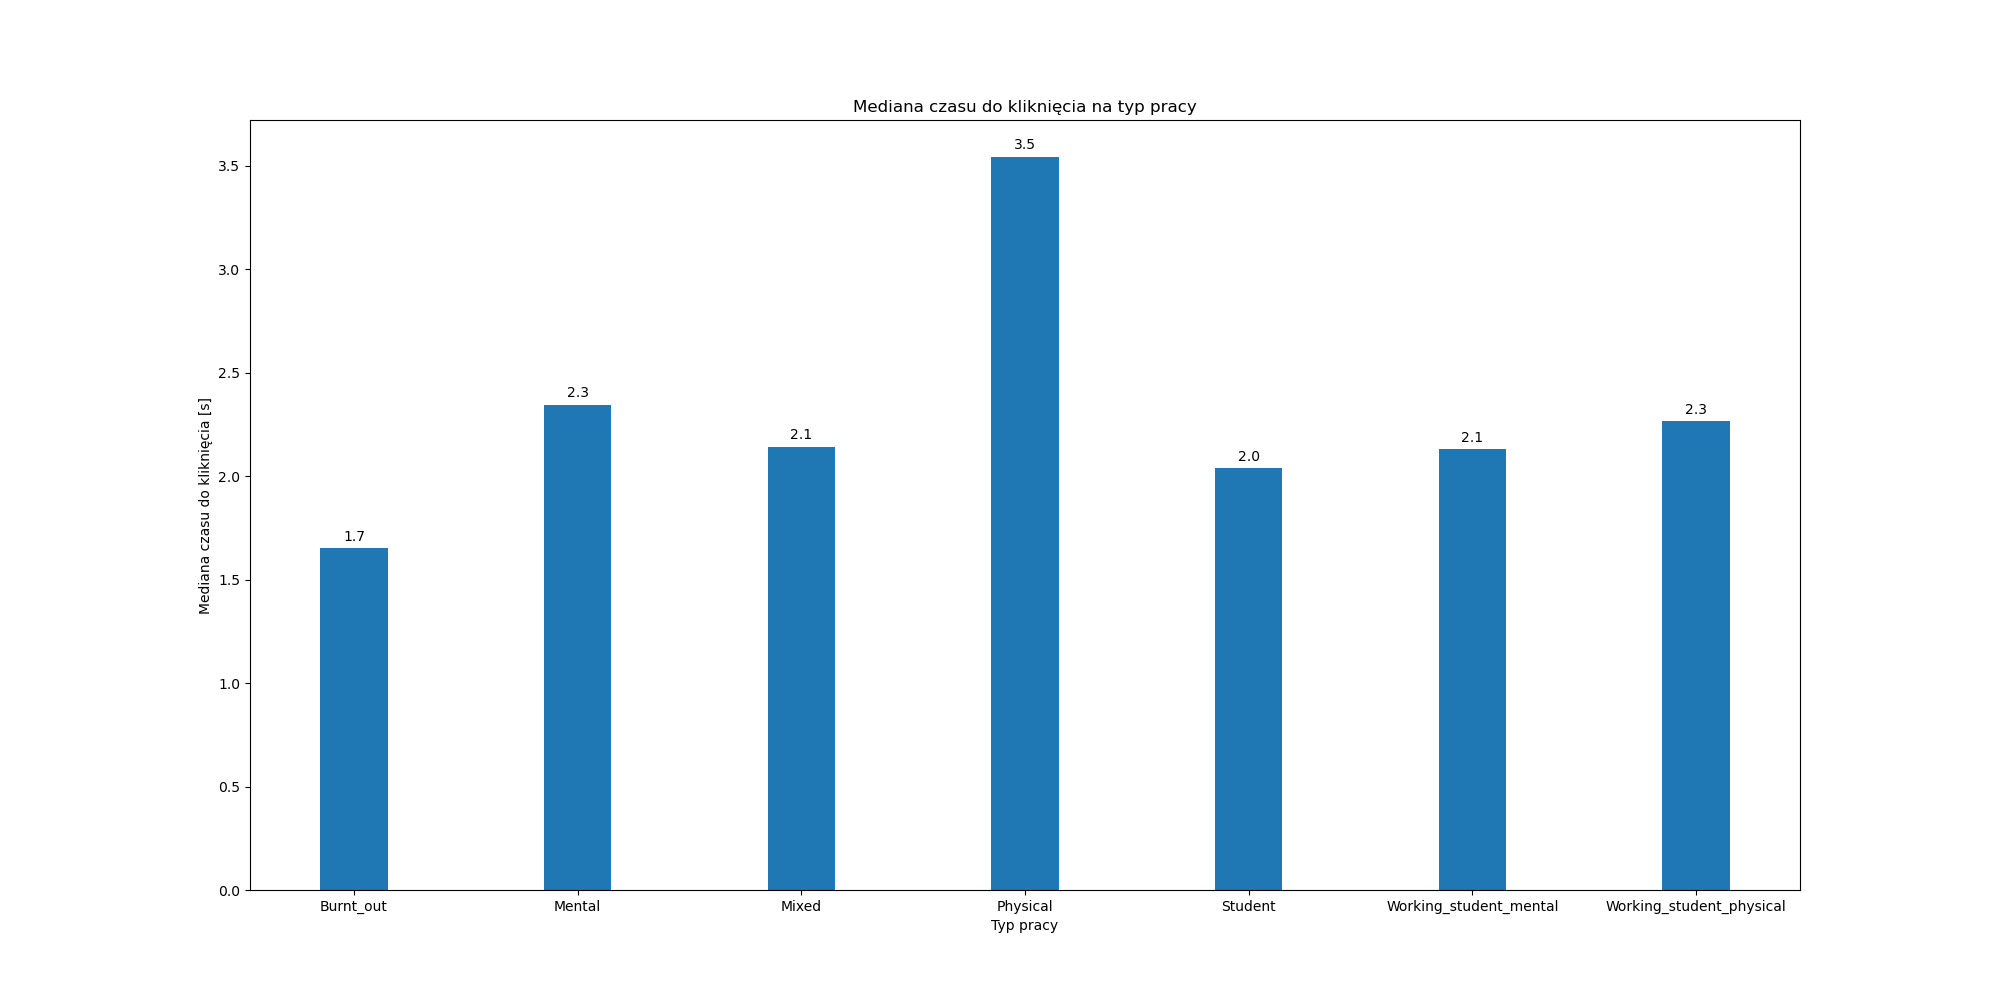 Mediana czasu do kliknięcia na typ pracy
Mediana czasu do kliknięcia [s]
3.5
3.0
2.5
2.0
1.5
1.0
0.5
0.0
1.7
2.3
2.1
3.5
2.0
2.1
2.3
Burnt_out
Mental
Mixed
Physical
Student
Working_student_mental
Working_student_physical
Typ pracy